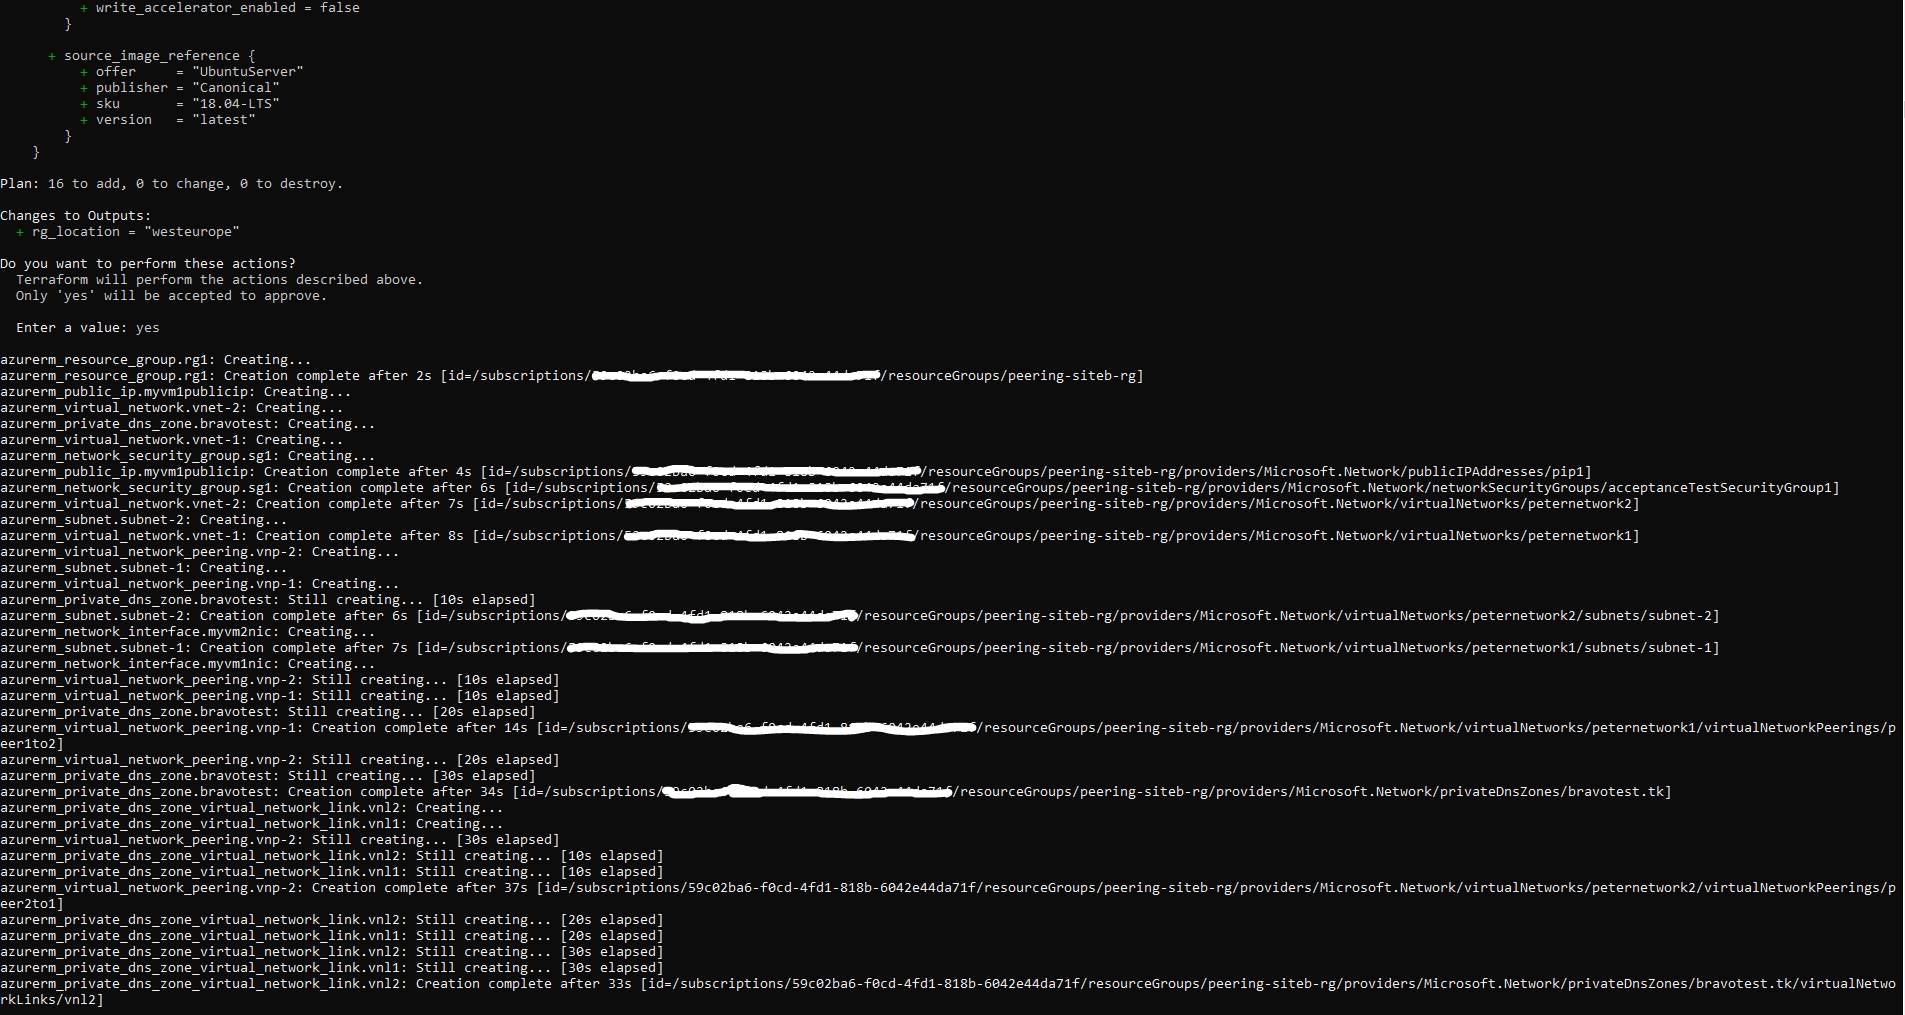 + write_accelerator_enabled = false
}
+ source_image_reference {
+ offer     = "UbuntuServer"
+ publisher = "Canonical"
+ sku       = "18.04-LTS"
+ version   = "latest"
}
}
Plan: 16 to add, 0 to change, 0 to destroy.
Changes to Outputs:
+ rg_location = "westeurope"
Do you want to perform these actions?
Terraform will perform the actions described above.
Only 'yes' will be accepted to approve.
Enter a value: yes
azurerm_resource_group.rg1: Creating...
azurerm_resource_group.rg1: Creation complete after 2s [id=/subscriptions/ /resourceGroups/peering-siteb-rg]
azurerm_public_ip.myvm1publicip: Creating...
azurerm_virtual_network.vnet-2: Creating...
azurerm_private_dns_zone.bravotest: Creating...
azurerm_virtual_network.vnet-1: Creating...
azurerm_network_security_group.sg1: Creating...
azurerm_public_ip.myvm1publicip: Creation complete after 4s [id=/subscriptions/ /resourceGroups/peering-siteb-rg/providers/Microsoft.Network/publicIPAddresses/pip1]
azurerm_network_security_group.sg1: Creation complete after 6s [id=/subscriptions/ /resourceGroups/peering-siteb-rg/providers/Microsoft.Network/networkSecurityGroups/acceptanceTestSecurityGroup1]
azurerm_virtual_network.vnet-2: Creation complete after 7s [id=/subscriptions/ /resourceGroups/peering-siteb-rg/providers/Microsoft.Network/virtualNetworks/peternetwork2]
azurerm_subnet.subnet-2: Creating...
azurerm_virtual_network.vnet-1: Creation complete after 8s [id=/subscriptions/ /resourceGroups/peering-siteb-rg/providers/Microsoft.Network/virtualNetworks/peternetwork1]
azurerm_virtual_network_peering.vnp-2: Creating...
azurerm_subnet.subnet-1: Creating...
azurerm_virtual_network_peering.vnp-1: Creating...
azurerm_private_dns_zone.bravotest: Still creating... [10s elapsed]
azurerm_subnet.subnet-2: Creation complete after 6s [id=/subscriptions/ /resourceGroups/peering-siteb-rg/providers/Microsoft.Network/virtualNetworks/peternetwork2/subnets/subnet-2]
azurerm_network_interface.myvm2nic: Creating...
azurerm_subnet.subnet-1: Creation complete after 7s [id=/subscriptions/ /resourceGroups/peering-siteb-rg/providers/Microsoft.Network/virtualNetworks/peternetwork1/subnets/subnet-1]
azurerm_network_interface.myvm1nic: Creating...
azurerm_virtual_network_peering.vnp-2: Still creating... [10s elapsed]
azurerm_virtual_network_peering.vnp-1: Still creating... [10s elapsed]
azurerm_private_dns_zone.bravotest: Still creating... [20s elapsed]
azurerm_virtual_network_peering.vnp-1: Creation complete after 14s [id=/subscriptions/ /resourceGroups/peering-siteb-rg/providers/Microsoft.Network/virtualNetworks/peternetwork1/virtualNetworkPeerings/p
eer1to2]
azurerm_virtual_network_peering.vnp-2: Still creating... [20s elapsed]
azurerm_private_dns_zone.bravotest: Still creating... [30s elapsed]
azurerm_private_dns_zone.bravotest: Creation complete after 34s [id=/subscriptions/ /resourceGroups/peering-siteb-rg/providers/Microsoft.Network/privateDnsZones/bravotest.tk]
azurerm_private_dns_zone_virtual_network_link.vnl2: Creating...
azurerm_private_dns_zone_virtual_network_link.vnl1: Creating...
azurerm_virtual_network_peering.vnp-2: Still creating... [30s elapsed]
azurerm_private_dns_zone_virtual_network_link.vnl2: Still creating... [10s elapsed]
azurerm_private_dns_zone_virtual_network_link.vnl1: Still creating... [10s elapsed]
azurerm_virtual_network_peering.vnp-2: Creation complete after 37s [id=/subscriptions/59c02ba6-f0cd-4fd1-818b-6042e44da71f/resourceGroups/peering-siteb-rg/providers/Microsoft.Network/virtualNetworks/peternetwork2/virtualNetworkPeerings/p
eer2to1]
azurerm_private_dns_zone_virtual_network_link.vnl2: Still creating... [20s elapsed]
azurerm_private_dns_zone_virtual_network_link.vnl1: Still creating... [20s elapsed]
azurerm_private_dns_zone_virtual_network_link.vnl2: Still creating... [30s elapsed]
azurerm_private_dns_zone_virtual_network_link.vnl1: Still creating... [30s elapsed]
azurerm_private_dns_zone_virtual_network_link.vnl2: Creation complete after 33s [id=/subscriptions/59c02ba6-f0cd-4fd1-818b-6042e44da71f/resourceGroups/peering-siteb-rg/providers/Microsoft.Network/privateDnsZones/bravotest.tk/virtualNetwo
rkLinks/vnl2]